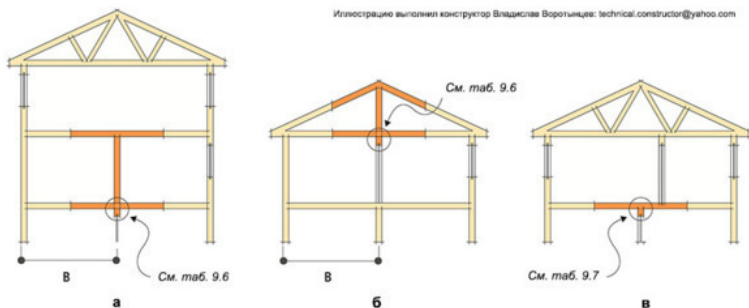 Иллюстрацию выполнил конструктор Владислав Воротынцев: technical.constructor@yahoo.com
См. таб. 9.6
См. таб. 9.6
См. таб. 9.7
B
B
а
б
в